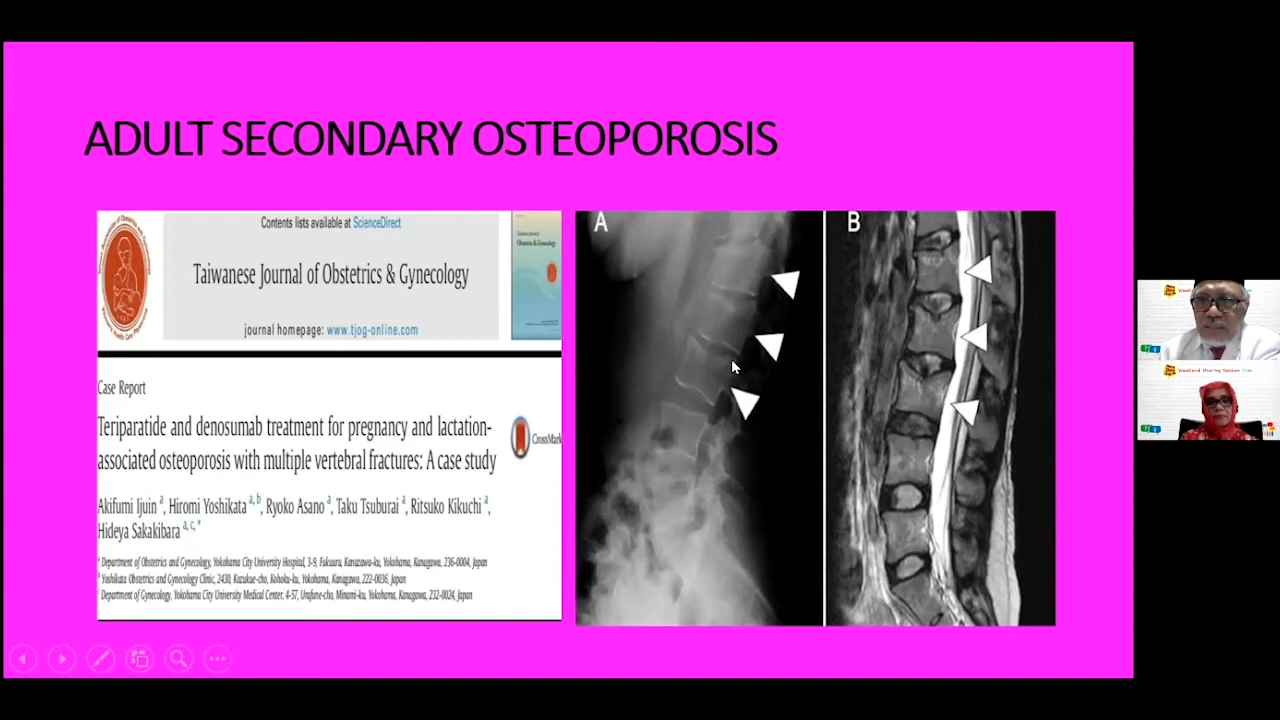 ADULT SECONDARY OSTEOPOROSIS
Contents lists available at ScienceDirect
Taiwanese Journal of Obstetrics & Gynecology
journal homepage: www.tjog-online.com
Case Report
Teriparatide and denosumab treatment for pregnancy and lactation-
associated osteoporosis with multiple vertebral fractures: A case study
CrossMark
Akifumi Ijuin a, Hiromi Yoshikata a, b, Ryoko Asano a, Taku Tsuburai a, Ritsuko Kikuchi a,
Hideya Sakakibara a, c, *
a Department of Obstetrics and Gynecology, Yokohama City University Hospital, 3-9, Fukuura, Kanazawa-ku, Yokohama, Kanagawa, 236-0004, Japan
b Yoshikata Obstetrics and Gynecology Clinic, 2430, Kozukue-cho, Kohoku-ku, Yokohama, Kanagawa, 222-0036, Japan
c Department of Gynecology, Yokohama City University Medical Center, 4-57, Urafune-cho, Minami-ku, Yokohama, Kanagawa, 232-0024, Japan
A
B